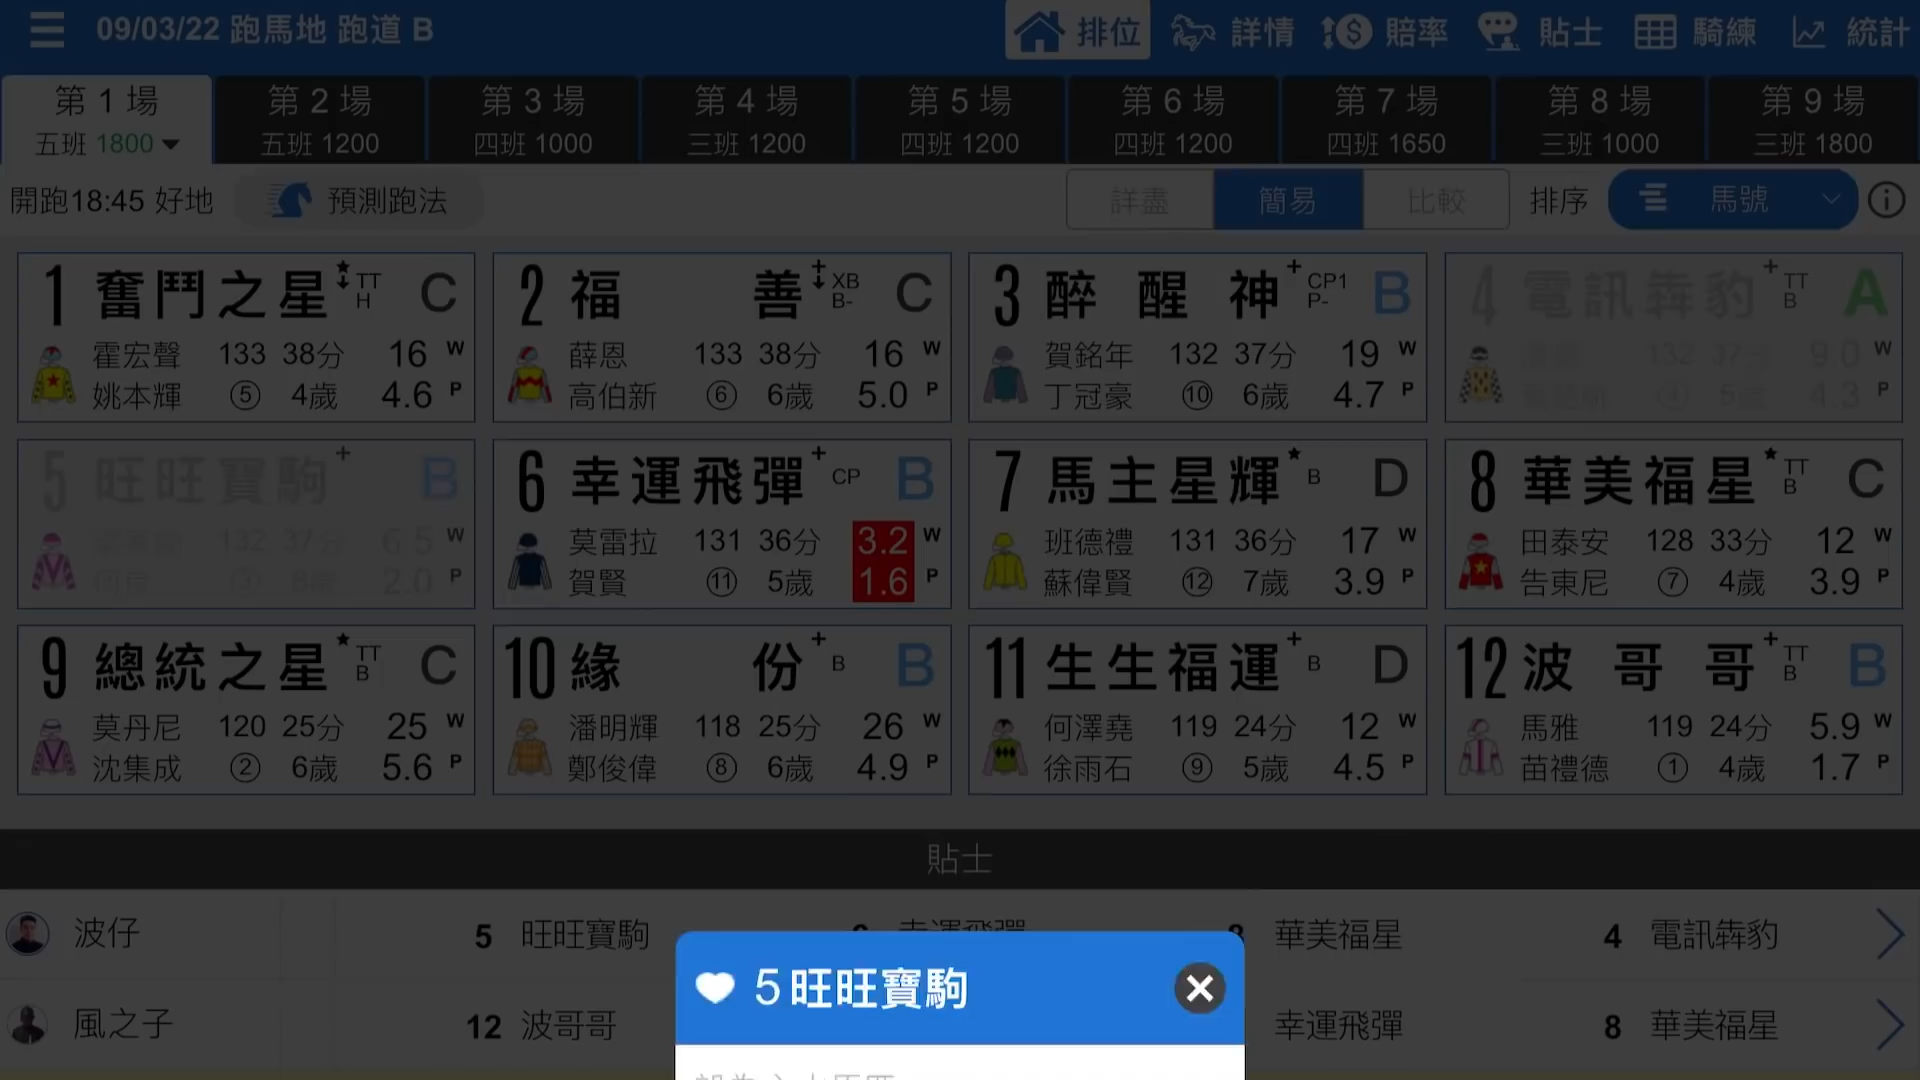 09/03/22 跑馬地 跑道 B
排位 詳情 賠率 貼士 騎練 統計
第 1 場 第 2 場 第 3 場 第 4 場 第 5 場 第 6 場 第 7 場 第 8 場 第 9 場
五班 1800 五班 1200 四班 1000 三班 1200 四班 1200 四班 1200 四班 1650 三班 1000 三班 1800
開跑18:45 好地 預測跑法 詳盡 簡易 比較 排序 馬號
1 奮鬥之星 TT H C
霍宏聲 133 38分 16 W
姚本輝 5 4歲 4.6 P
2 福善 XB B- C
薛恩 133 38分 16 W
高伯新 6 6歲 5.0 P
3 醉醒神 CP1 P- B
賀銘年 132 37分 19 W
丁冠豪 10 6歲 4.7 P
4 電訊犇豹 TT B A
132 37分 9.0 W
4 5歲 4.3 P
5 旺旺寶駒 B
132 37分 6.5 W
2.0 P
6 幸運飛彈 CP B
莫雷拉 131 36分 3.2 W
賀賢 11 5歲 1.6 P
7 馬主星輝 B D
班德禮 131 36分 17 W
蘇偉賢 12 7歲 3.9 P
8 華美福星 TT B C
田泰安 128 33分 12 W
告東尼 7 4歲 3.9 P
9 總統之星 TT B C
莫丹尼 120 25分 25 W
沈集成 2 6歲 5.6 P
10 緣份 B B
潘明輝 118 25分 26 W
鄭俊偉 8 6歲 4.9 P
11 生生福運 B D
何澤堯 119 24分 12 W
徐雨石 9 5歲 4.5 P
12 波哥哥 TT B B
馬雅 119 24分 5.9 W
苗禮德 1 4歲 1.7 P
貼士
波仔 5 旺旺寶駒 幸運飛彈 8 華美福星 4 電訊犇豹
5 旺旺寶駒
風之子 12 波哥哥 幸運飛彈 8 華美福星